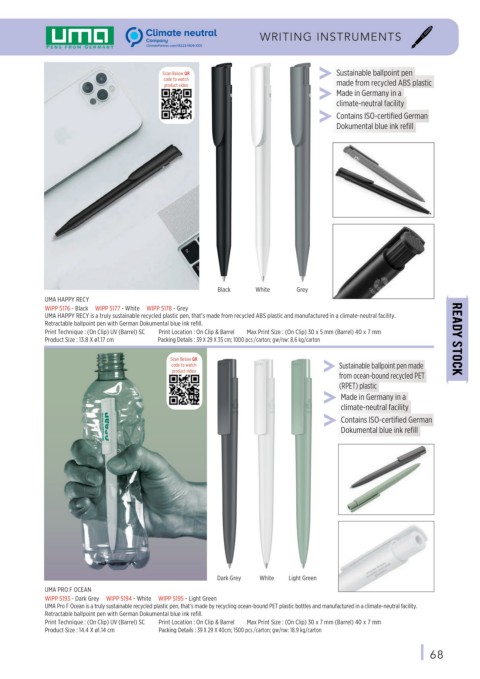 uma
PENS FROM GERMANY
Climate neutral
Company
WRITING INSTRUMENTS
Scan Below QR
code to watch
product video
Sustainable ballpoint pen
made from recycled ABS plastic
Made in Germany in a
climate-neutral facility
Contains ISO-certified German
Dokumental blue ink refill
Black
White
Grey
UMA HAPPY RECY
WIPP 5176 - Black WIPP 5177 - White WIPP 5178 - Grey
UMA HAPPY RECY is a truly sustainable recycled plastic pen, that's made from recycled ABS plastic and manufactured in a climate-neutral facility.
Retractable ballpoint pen with German Dokumental blue ink refill.
Print Technique : (On Clip) UV (Barrel) SC Print Location : On Clip & Barrel Max Print Size : (On Clip) 30 x 5 mm (Barrel) 40 x 7 mm
Product Size : 13.8 X ø1.17 cm Packing Details : 39 X 29 X 35 cm; 1000 pcs/carton; gw/nw: 8.6 kg/carton
READY STOCK
Scan Below QR
code to watch
product video
ocean
Sustainable ballpoint pen made
from ocean-bound recycled PET
(RPET) plastic
Made in Germany in a
climate-neutral facility
Contains ISO-certified German
Dokumental blue ink refill
Dark Grey
White
Light Green
UMA PRO F OCEAN
WIPP 5193 - Dark Grey WIPP 5194 - White WIPP 5195 - Light Green
UMA Pro F Ocean is a truly sustainable recycled plastic pen, that's made by recycling ocean-bound PET plastic bottles and manufactured in a climate-neutral facility.
Retractable ballpoint pen with German Dokumental blue ink refill.
Print Technique : (On Clip) UV (Barrel) SC Print Location : On Clip & Barrel Max Print Size : (On Clip) 30 x 7 mm (Barrel) 40 x 7 mm
Product Size : 14.4 X ø1.14 cm Packing Details : 39 X 29 X 40cm; 1500 pcs./carton; gw/nw: 18.9 kg/carton
68